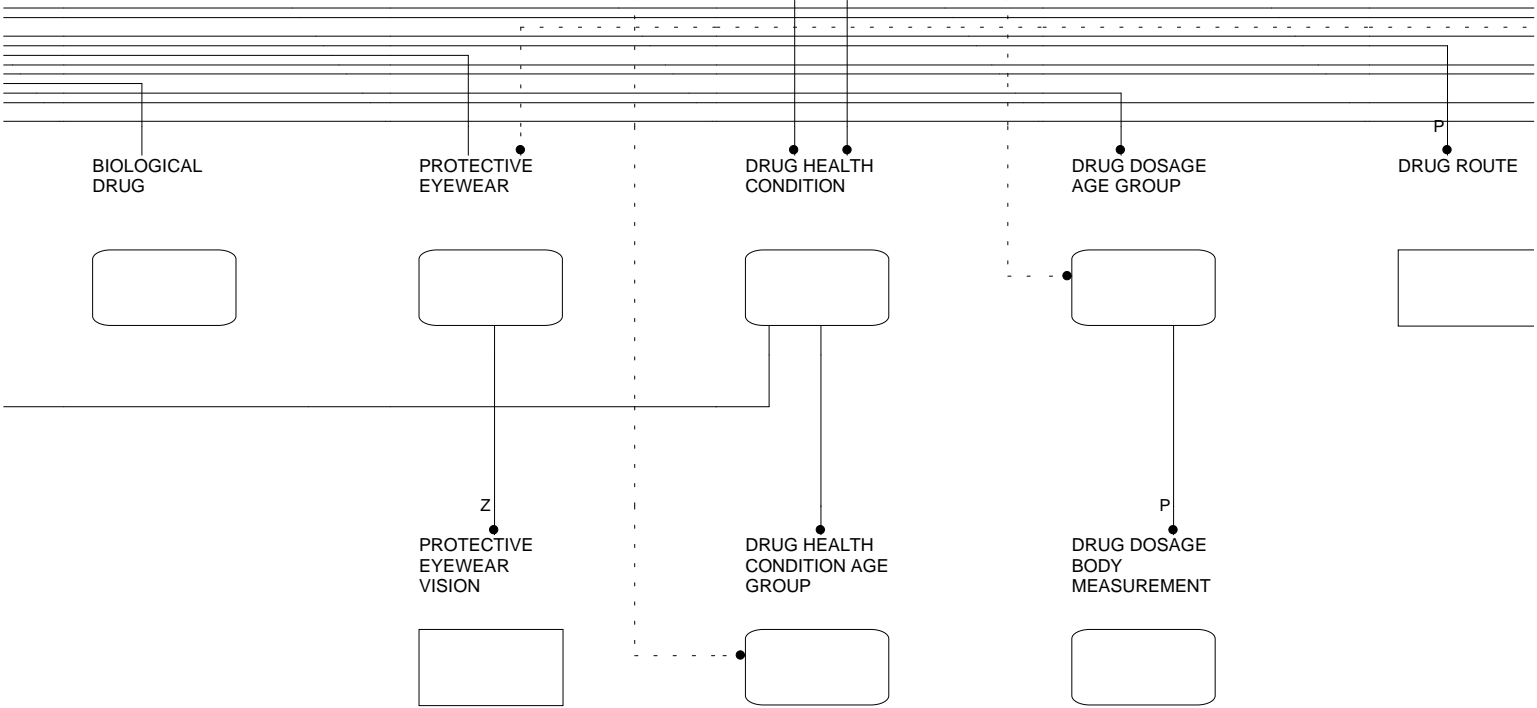 P
BIOLOGICAL
DRUG
PROTECTIVE
EYEWEAR
DRUG HEALTH
CONDITION
DRUG DOSAGE
AGE GROUP
DRUG ROUTE
Z
P
PROTECTIVE
EYEWEAR
VISION
DRUG HEALTH
CONDITION AGE
GROUP
DRUG DOSAGE
BODY
MEASUREMENT